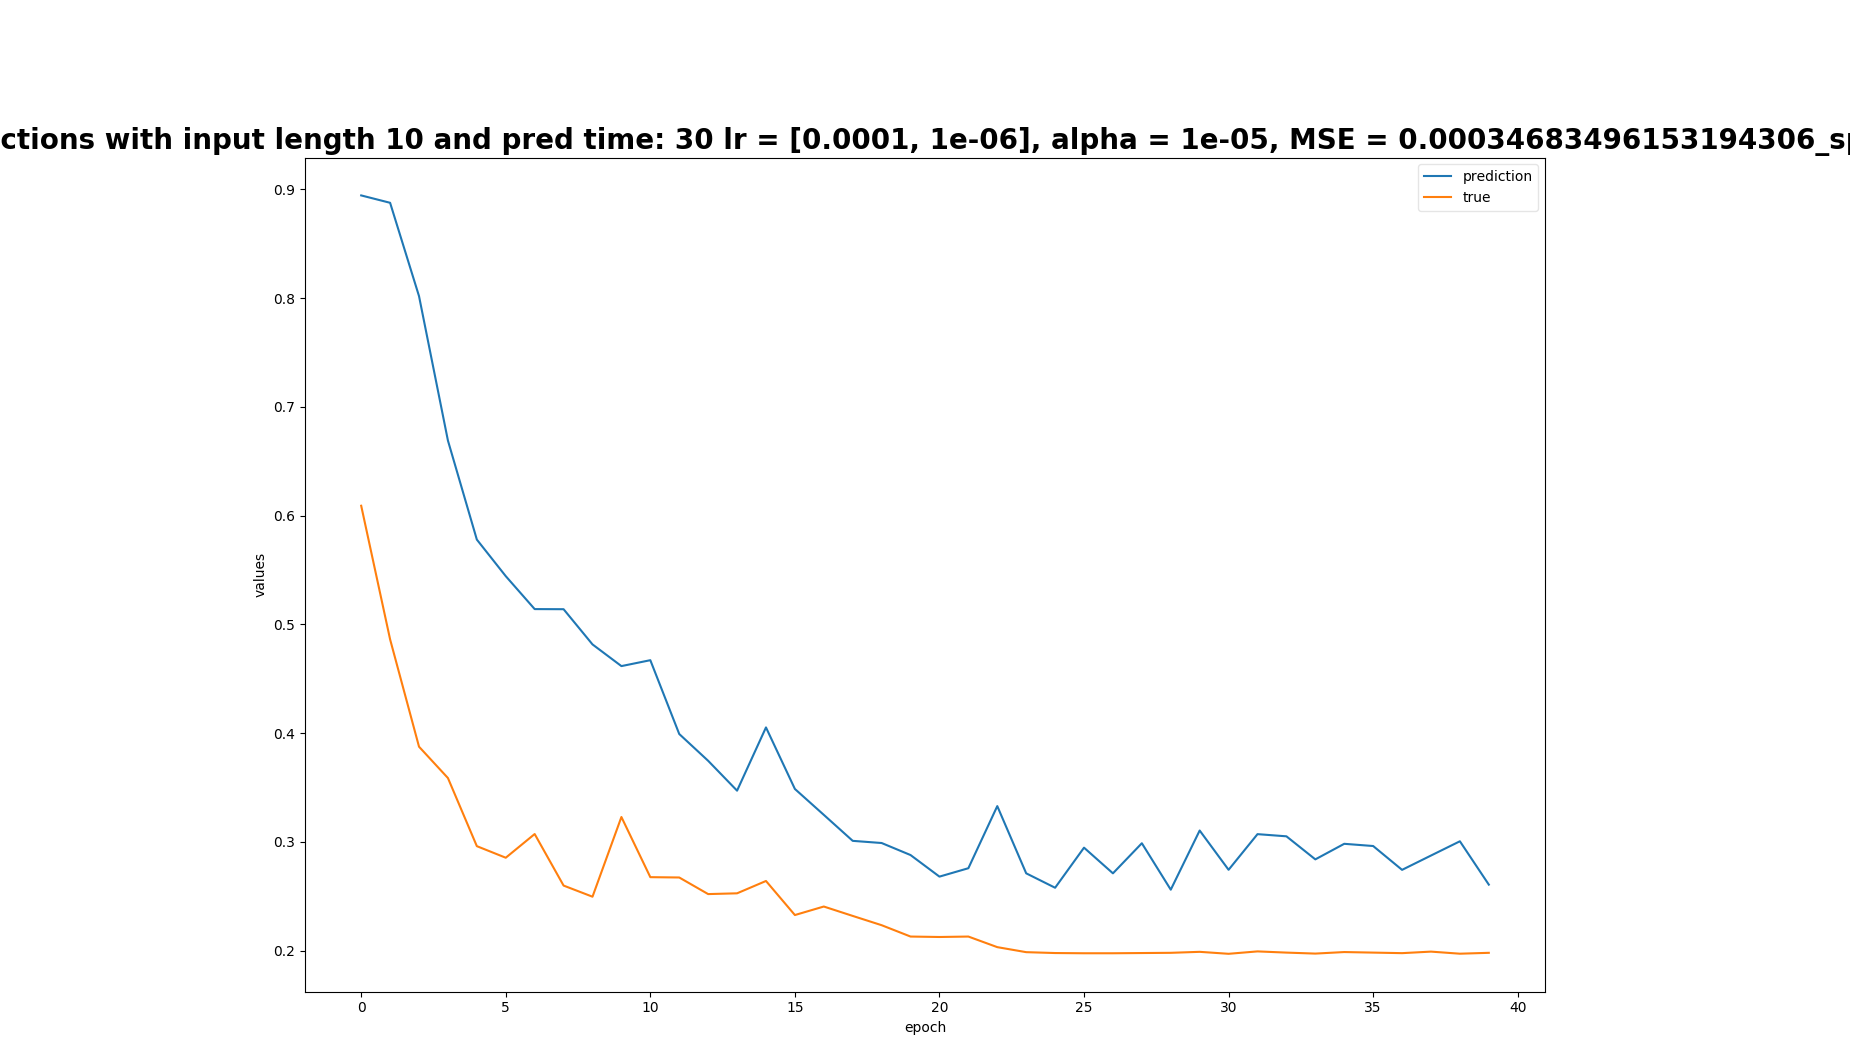 ctions with input length 10 and pred time: 30 lr = [0.0001, 1e-06], alpha = 1e-05, MSE = 0.00034683496153194306_sp
prediction
true
0.9
0.8
0.7
0.6
0.5
0.4
0.3
0.2
values
0 5 10 15 20 25 30 35 40
epoch